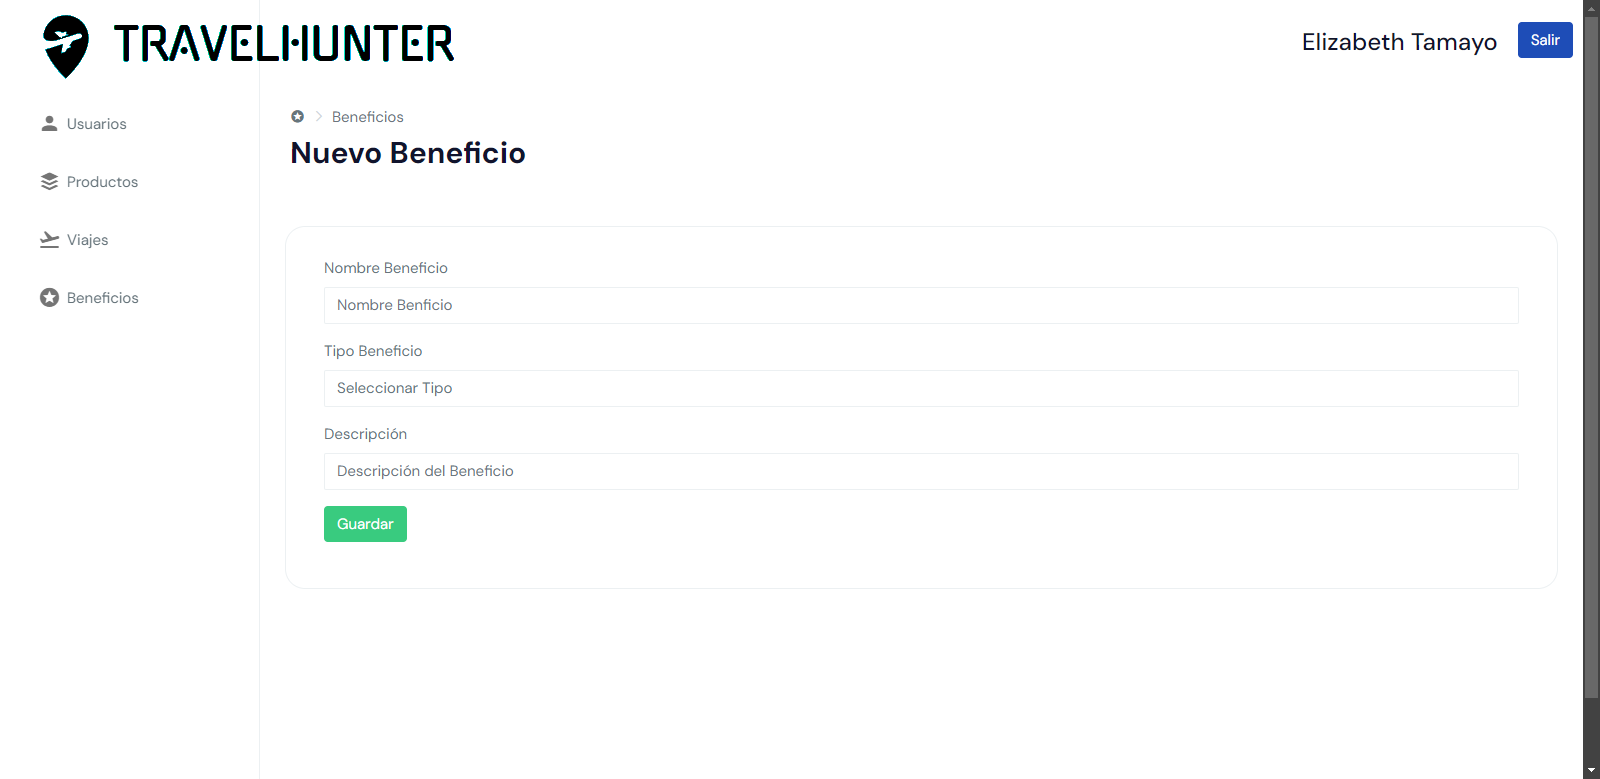 TRAVELHUNTER
Elizabeth Tamayo
Salir
Usuarios
Productos
Viajes
Beneficios
Beneficios
Nuevo Beneficio
Nombre Beneficio
Nombre Benficio
Tipo Beneficio
Seleccionar Tipo
Descripción
Descripción del Beneficio
Guardar